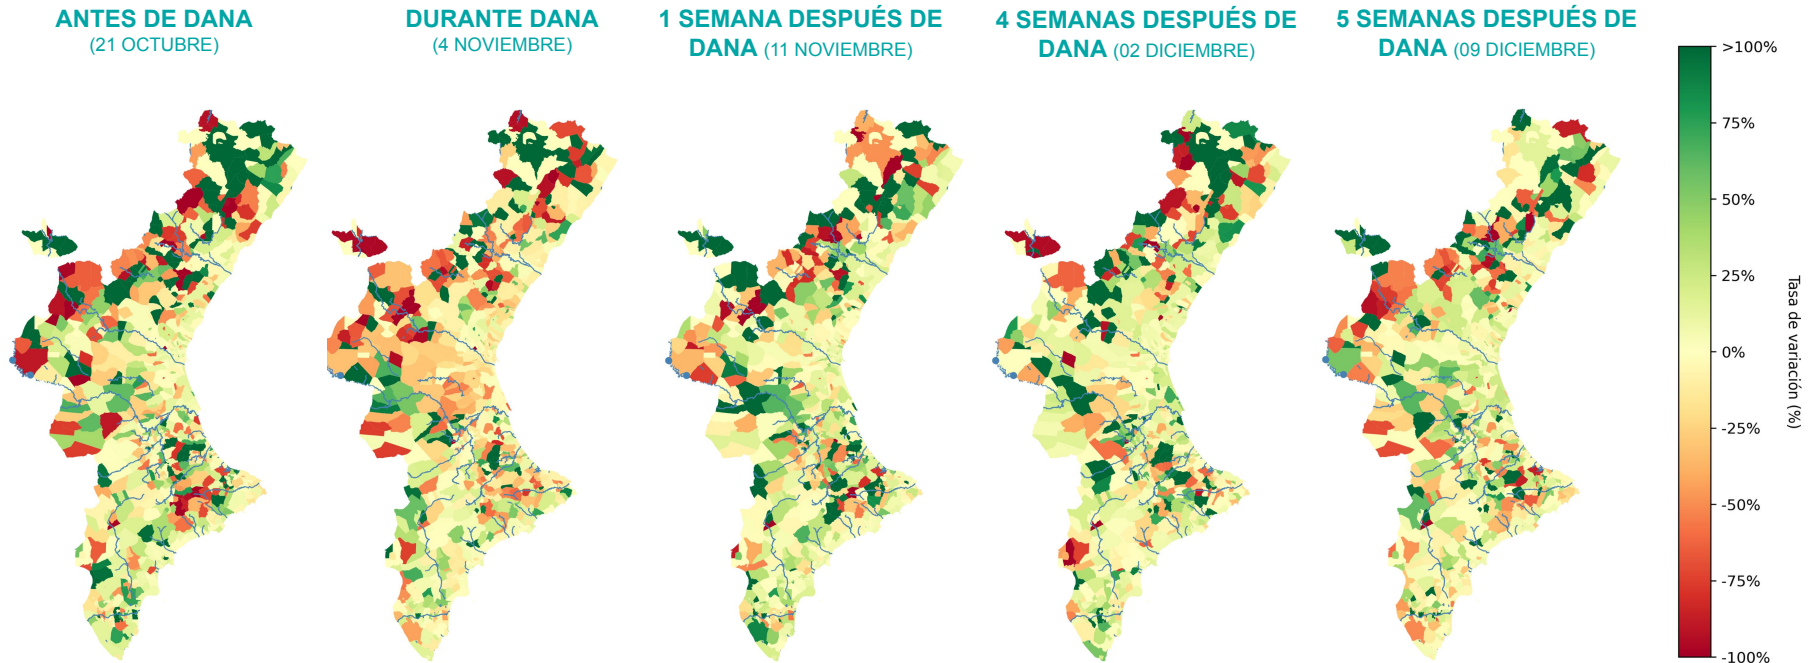 ANTES DE DANA
(21 OCTUBRE)
DURANTE DANA
(4 NOVIEMBRE)
1 SEMANA DESPUÉS DE
DANA (11 NOVIEMBRE)
4 SEMANAS DESPUÉS DE
DANA (02 DICIEMBRE)
5 SEMANAS DESPUÉS DE
DANA (09 DICIEMBRE)
>100%
75%
50%
25%
0%
-25%
-50%
-75%
-100%
Tasa de variación (%)